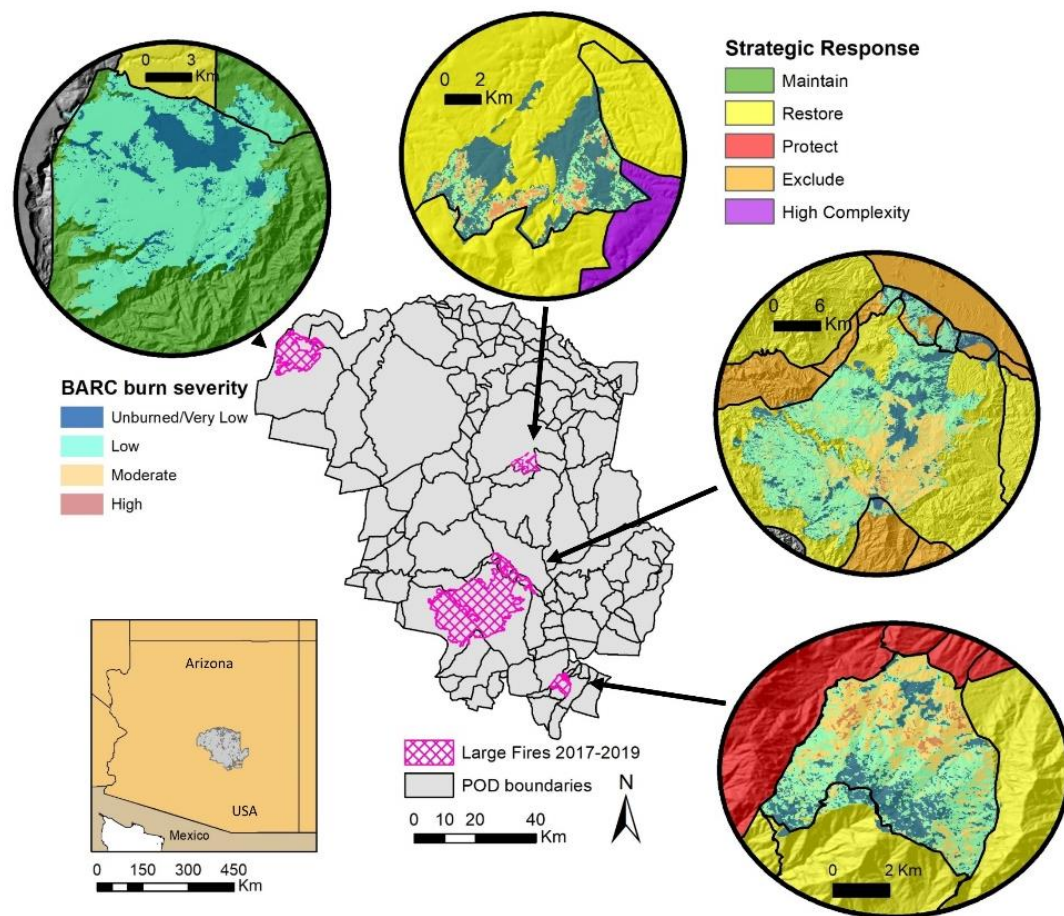 0 3
Km
0 2
Km
Strategic Response
Maintain
Restore
Protect
Exclude
High Complexity
0 6
Km
BARC burn severity
Unburned/Very Low
Low
Moderate
High
Arizona
USA
Mexico
0 150 300 450
Km
Large Fires 2017-2019
POD boundaries
N
0 10 20 40
Km
0 2 Km